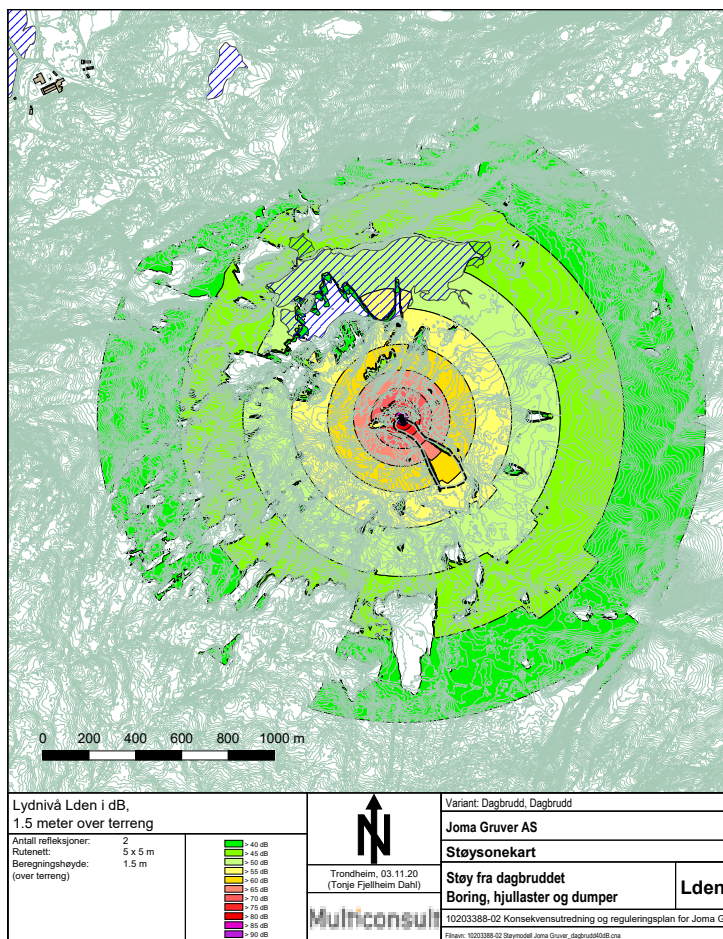 0 200 400 600 800 1000 m
Lydnivå Lden i dB,
1.5 meter over terreng
Antall refleksjoner: 2
Rutenett: 5 x 5 m
Beregningshøyde: 1.5 m
(over terreng)
> 40 dB
> 45 dB
> 50 dB
> 55 dB
> 60 dB
> 65 dB
> 70 dB
> 75 dB
> 80 dB
> 85 dB
> 90 dB
N
Trondheim, 03.11.20
(Tonje Fjellheim Dahl)
Multiconsult
Variant: Dagbrudd, Dagbrudd
Joma Gruver AS
Støysonekart
Støy fra dagbruddet
Boring, hjullaster og dumper
Lden
10203388-02 Konsekvensutredning og reguleringsplan for Joma G
Filnavn: 10203388-02 Støymodell Joma Gruver_dagbrudd40dB.cna